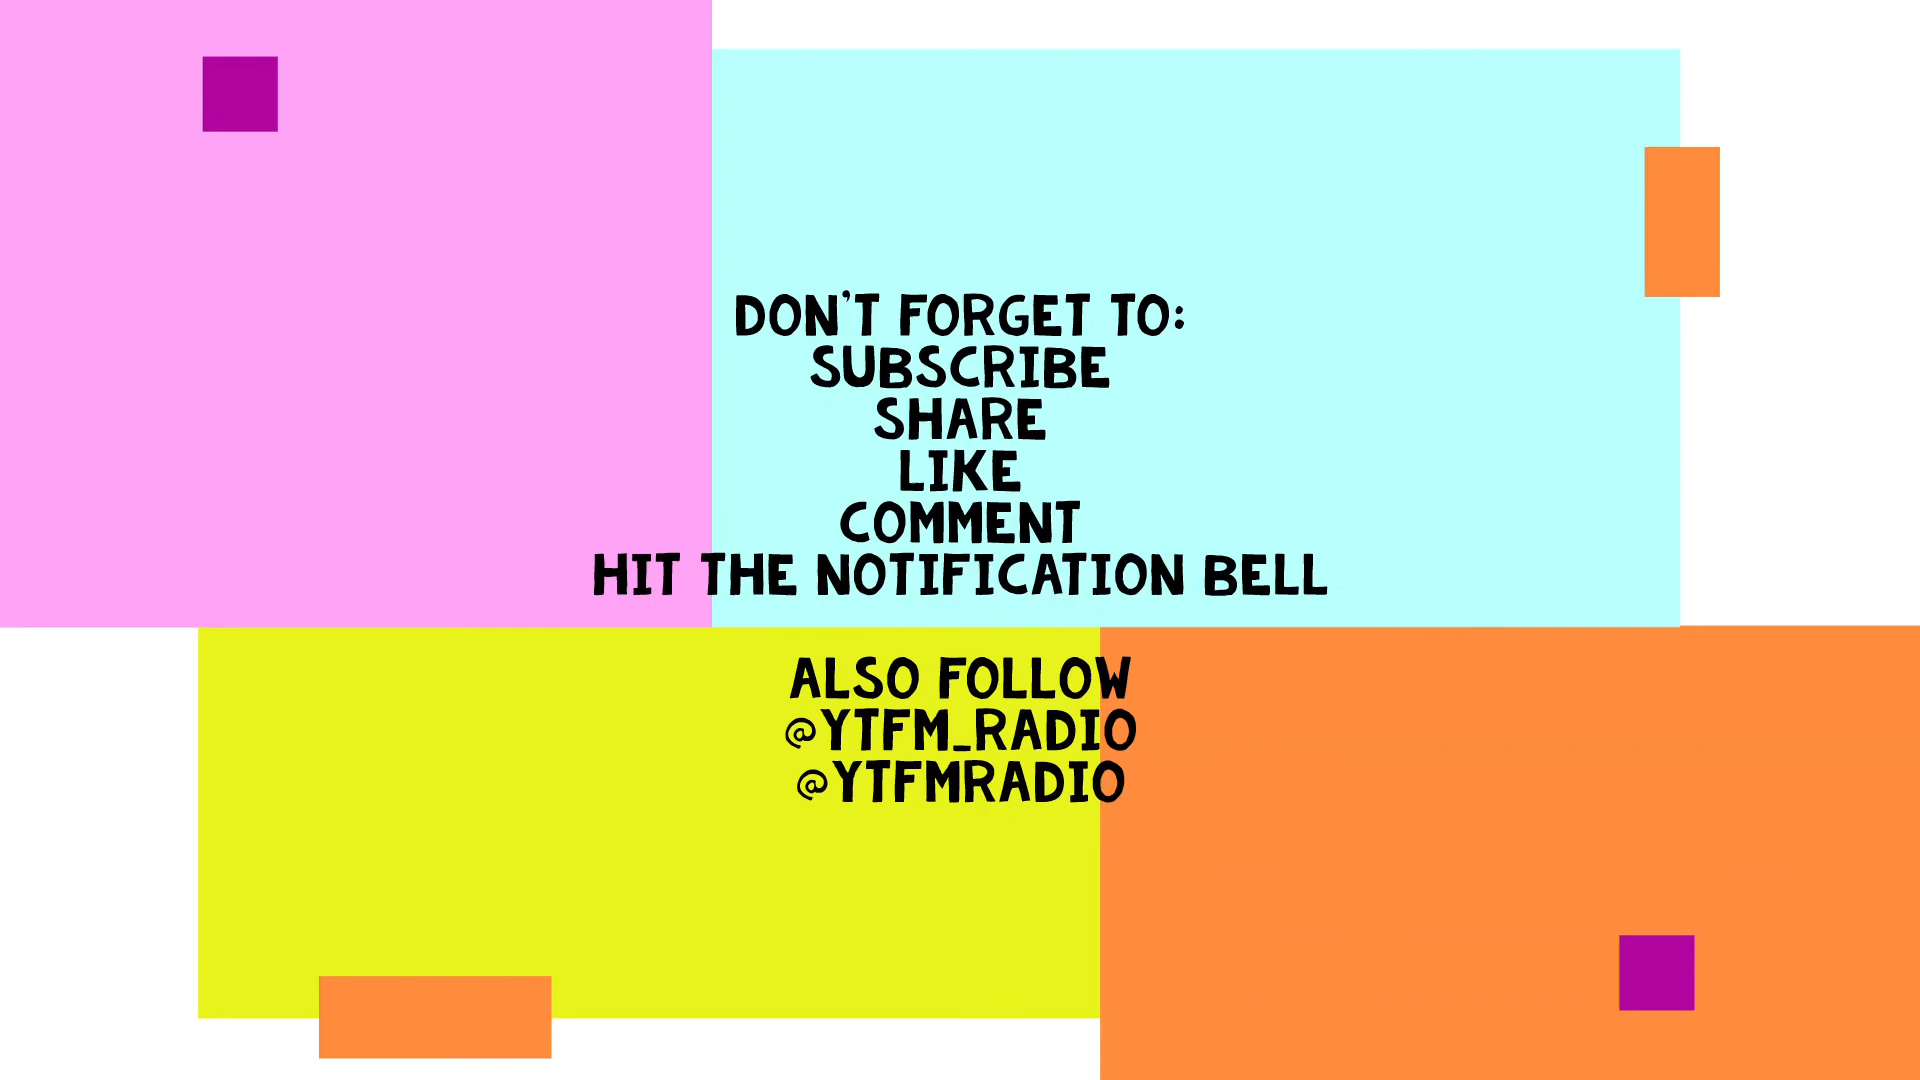 DON'T FORGET TO:
SUBSCRIBE
SHARE
LIKE
COMMENT
HIT THE NOTIFICATION BELL
ALSO FOLLOW
@YTFM_RADIO
@YTFMRADIO